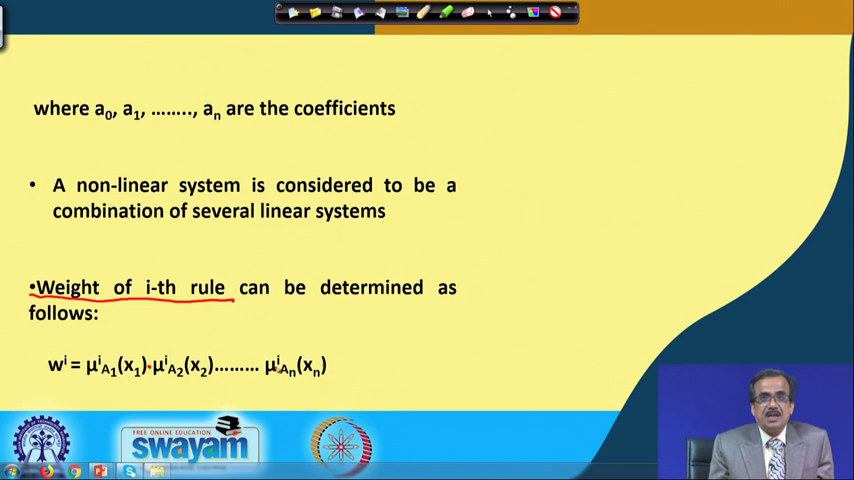 where a₀, a₁, …….., aₙ are the coefficients
• A non-linear system is considered to be a
combination of several linear systems
•Weight of i-th rule can be determined as
follows:
wⁱ = μⁱA₁(x₁)·μⁱA₂(x₂)……… μⁱAₙ(xₙ)
FREE ONLINE EDUCATION
swayam